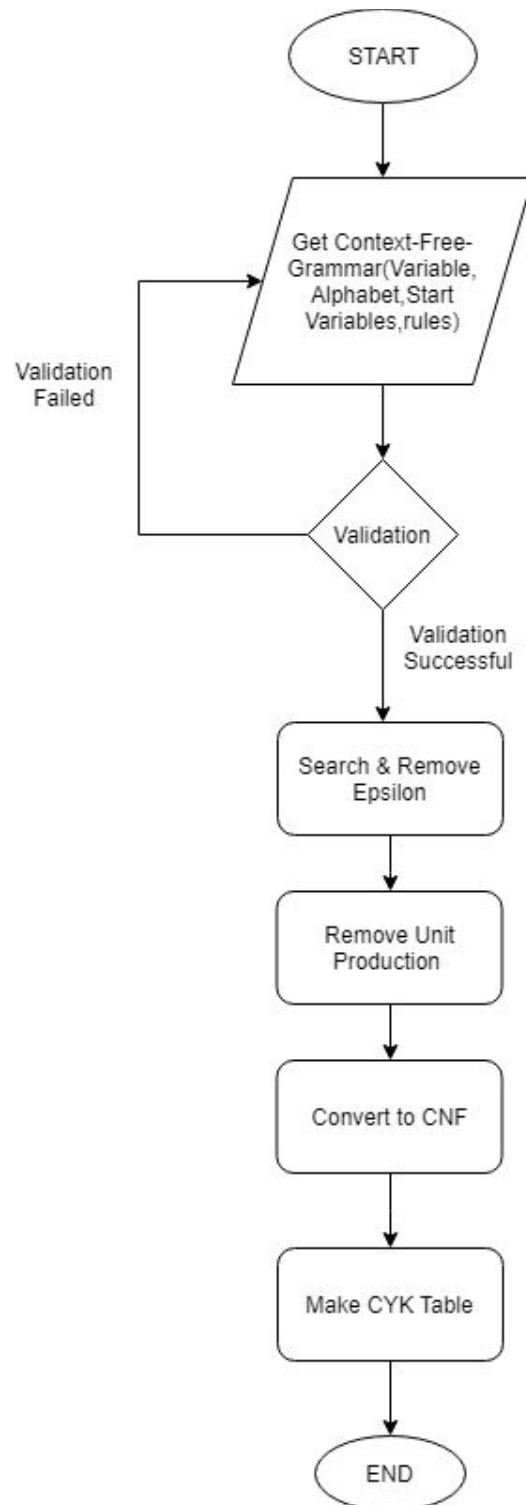 START
Get Context-Free-
Grammar(Variable,
Alphabet,Start
Variables,rules)
Validation
Failed
Validation
Validation
Successful
Search & Remove
Epsilon
Remove Unit
Production
Convert to CNF
Make CYK Table
END